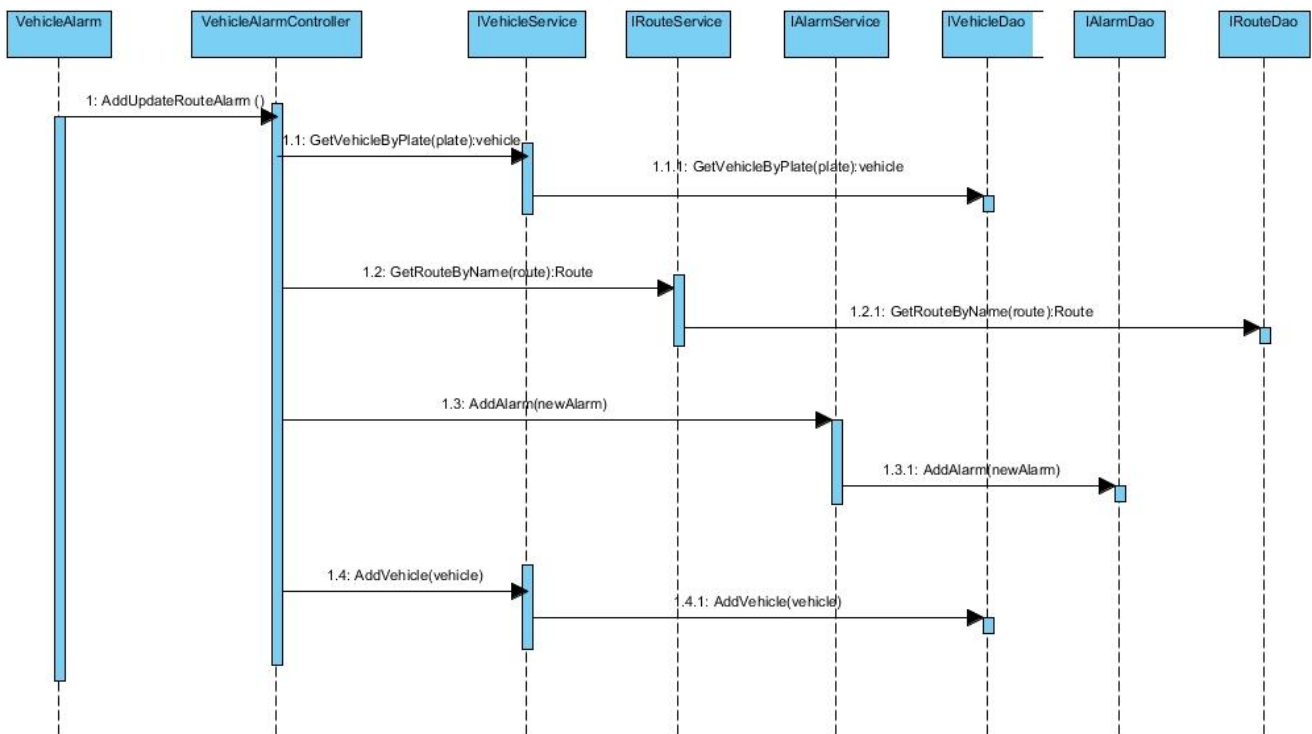 VehicleAlarm
VehicleAlarmController
IVehicleService
IRouteService
IAlarmService
IVehicleDao
IAlarmDao
IRouteDao
1: AddUpdateRouteAlarm ()
1.1: GetVehicleByPlate(plate):vehicle
1.1.1: GetVehicleByPlate(plate):vehicle
1.2: GetRouteByName(route):Route
1.2.1: GetRouteByName(route):Route
1.3: AddAlarm(newAlarm)
1.3.1: AddAlarm(newAlarm)
1.4: AddVehicle(vehicle)
1.4.1: AddVehicle(vehicle)